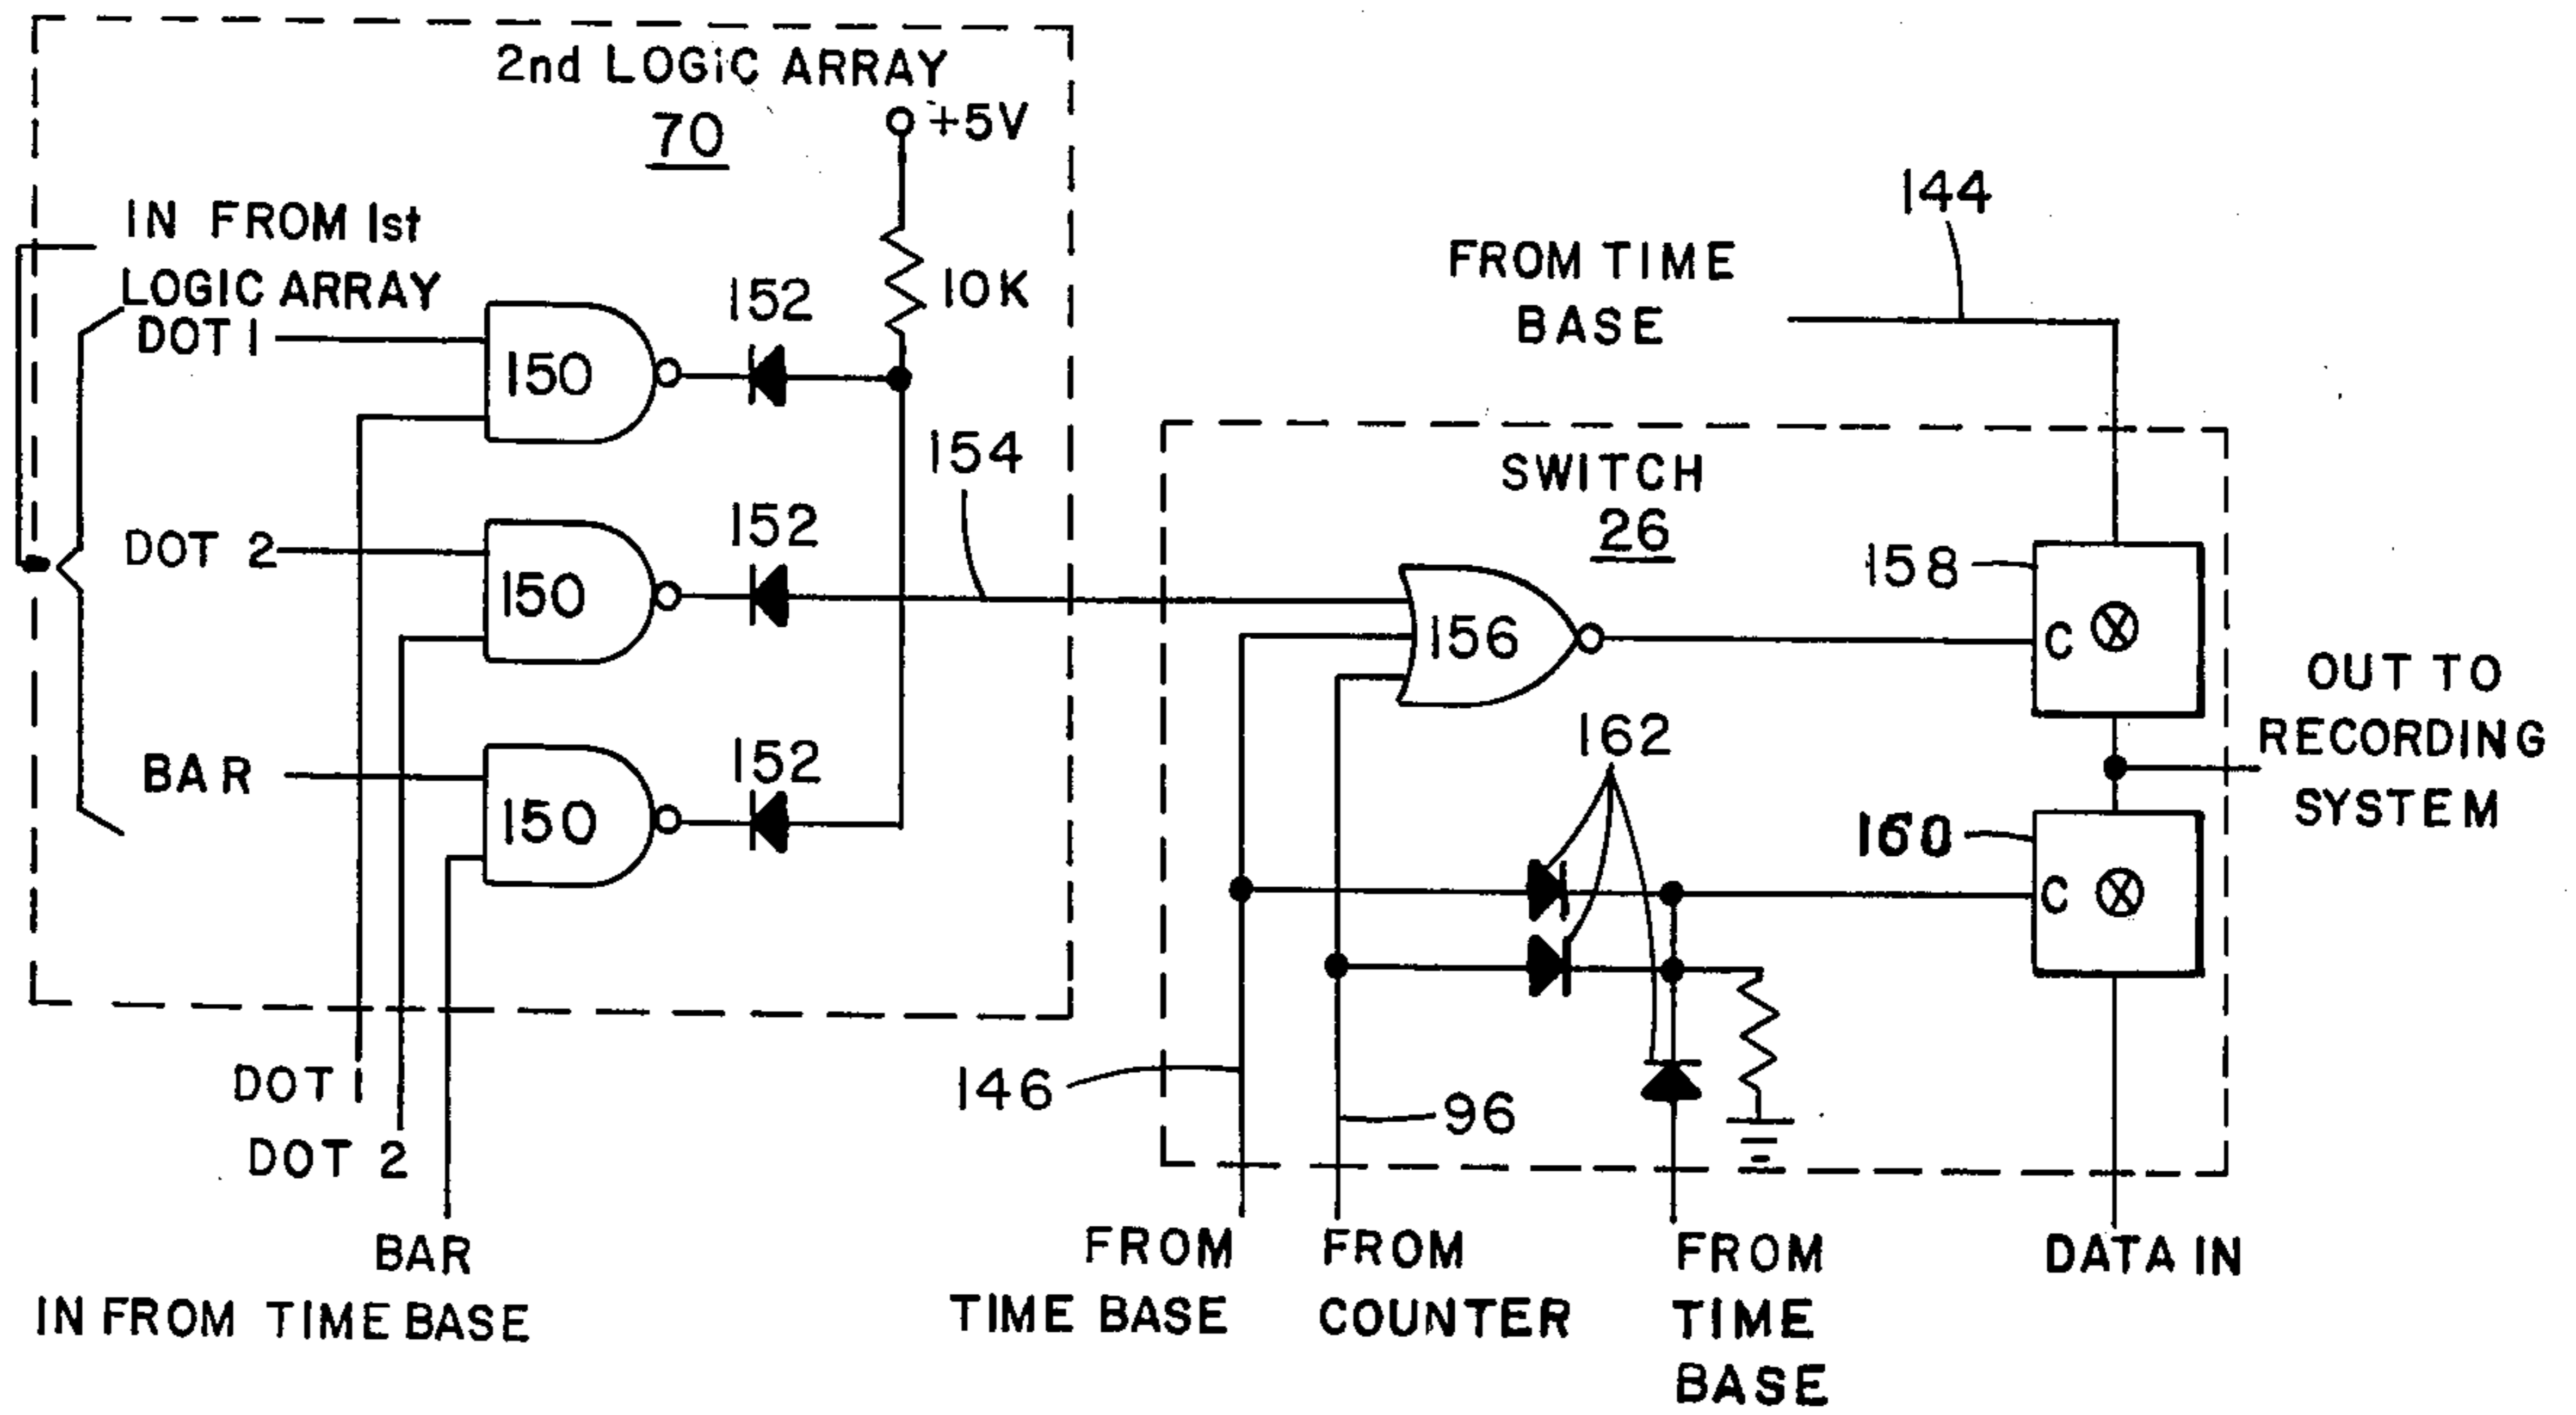 2nd LOGIC ARRAY
70
+5V
IN FROM 1st
LOGIC ARRAY
10K
DOT 1
150
152
DOT 2
150
152
154
BAR
150
152
DOT 1
DOT 2
BAR
IN FROM TIME BASE
144
FROM TIME
BASE
SWITCH
26
156
158
C
X
162
160
C
X
OUT TO
RECORDING
SYSTEM
146
96
FROM
TIME BASE
FROM
COUNTER
FROM
TIME
BASE
DATA IN